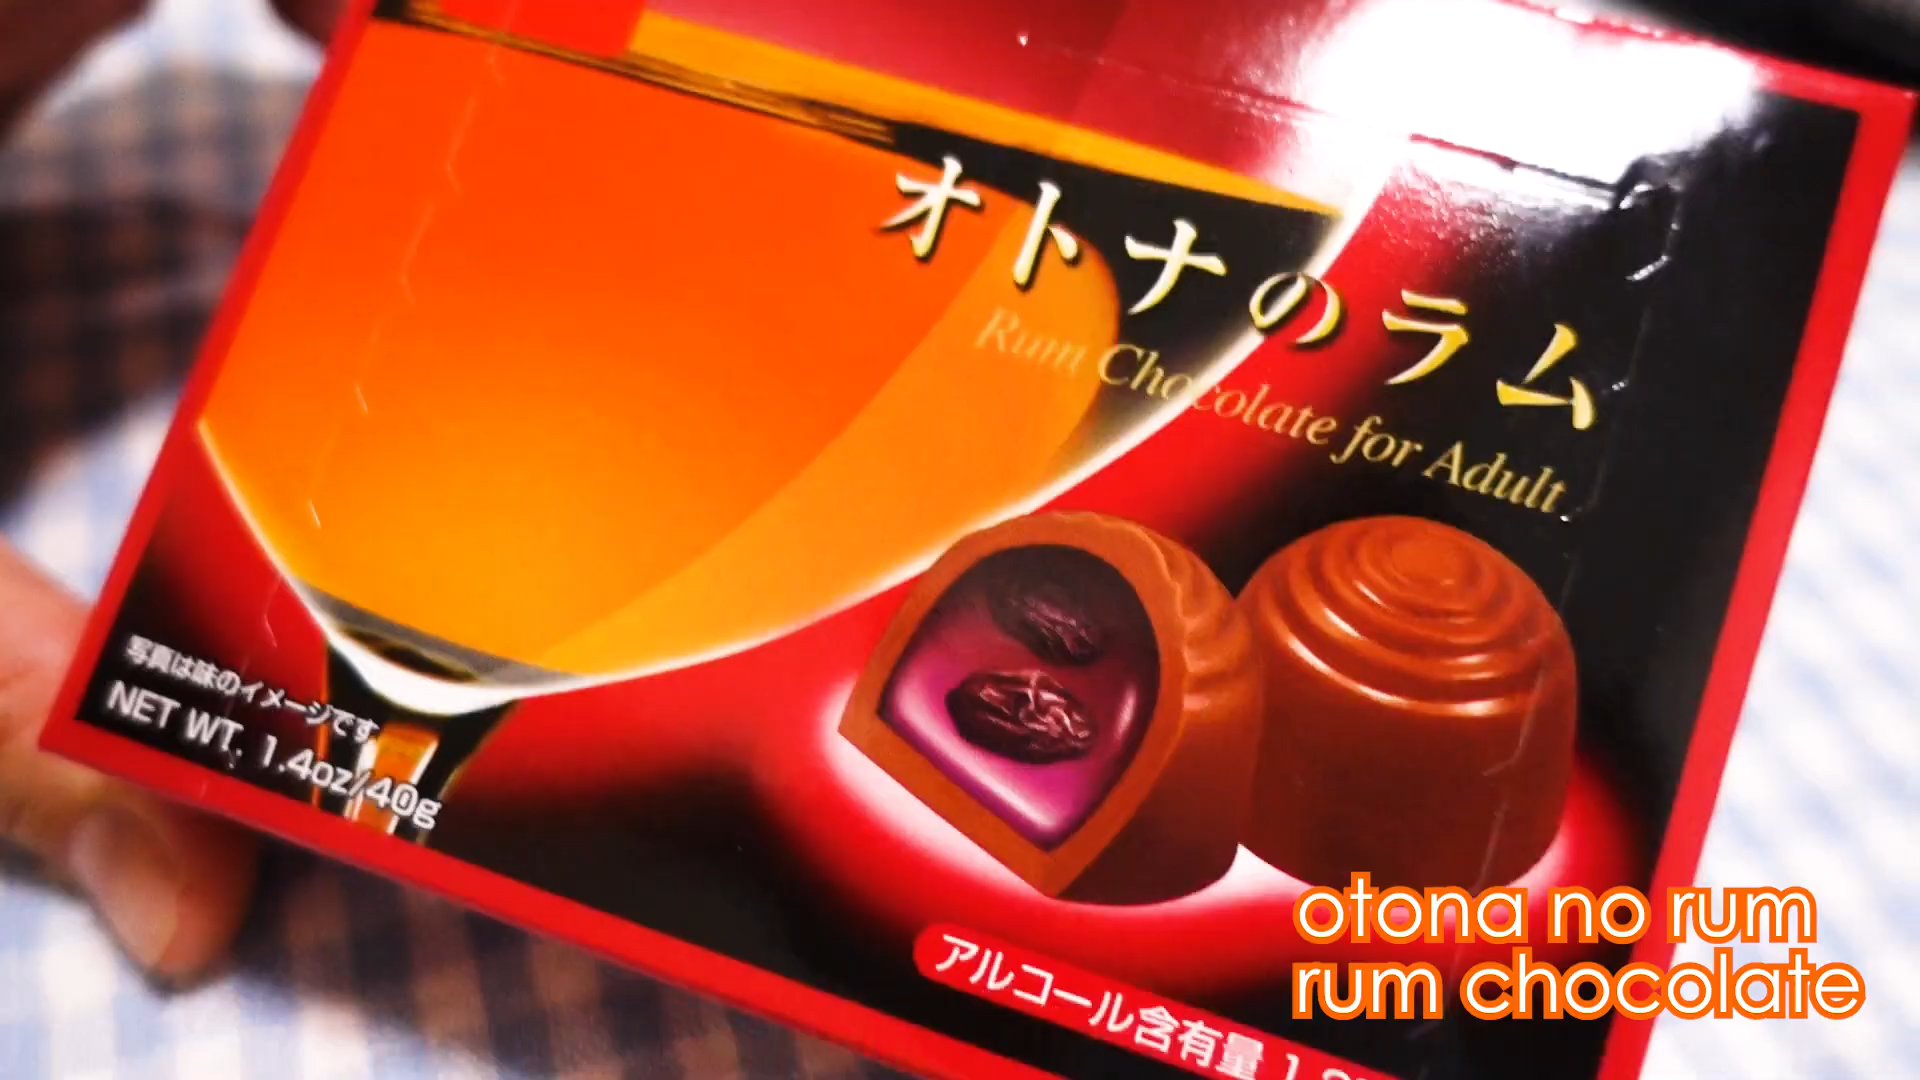 オトナのラム
Rum Chocolate for Adult
写真は味のイメージです
NET WT. 1.4oz/40g
アルコール含有量
otona no rum
rum chocolate